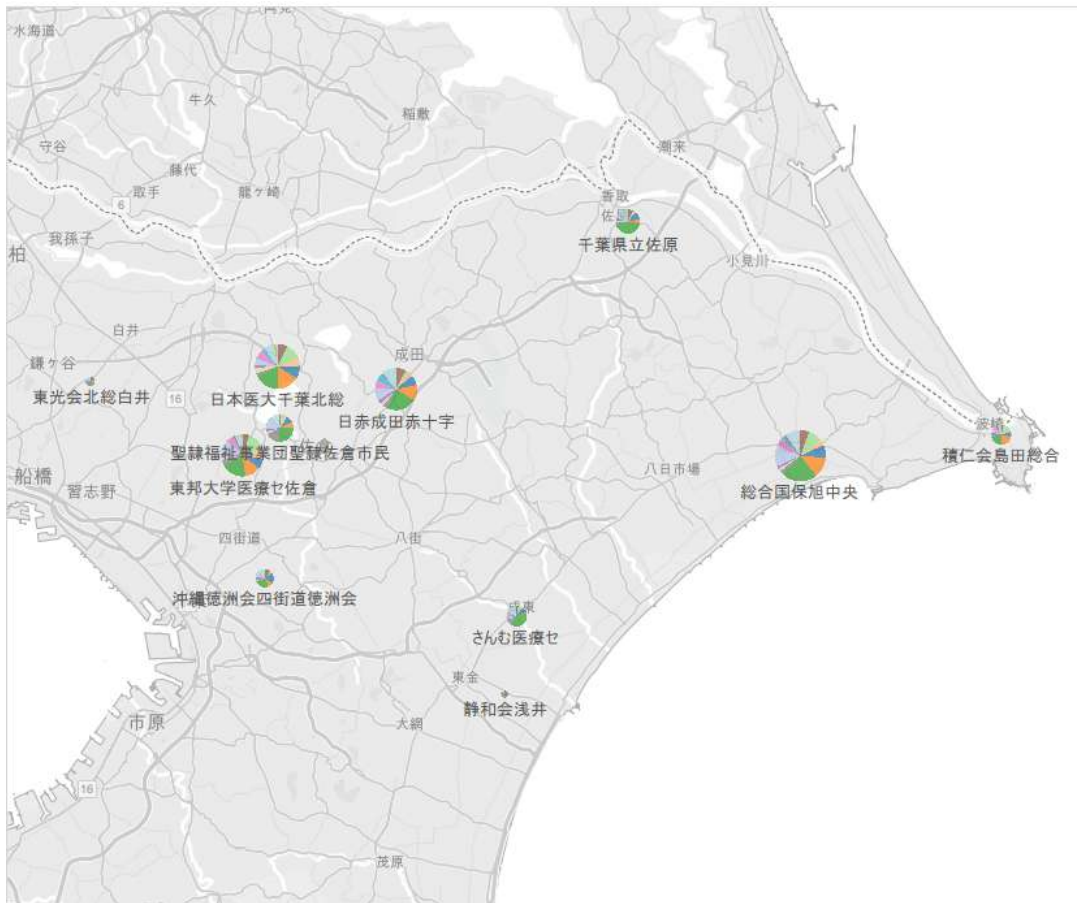 水海道
牛久
稲敷
守谷
藤代
潮来
6
取手
龍ヶ崎
香取
佐
千葉県立佐原
我孫子
柏
小見川
白井
成田
鎌ヶ谷
東光会北総白井
16
日本医大千葉北総
日赤成田赤十字
波崎
聖隷福祉事業団聖隷佐倉市民
積仁会島田総合
八日市場
船橋
習志野
東邦大学医療セ佐倉
総合国保旭中央
四街道
八街
沖縄徳洲会四街道徳洲会
成東
さんむ医療セ
東金
静和会浅井
市原
大網
16
茂原